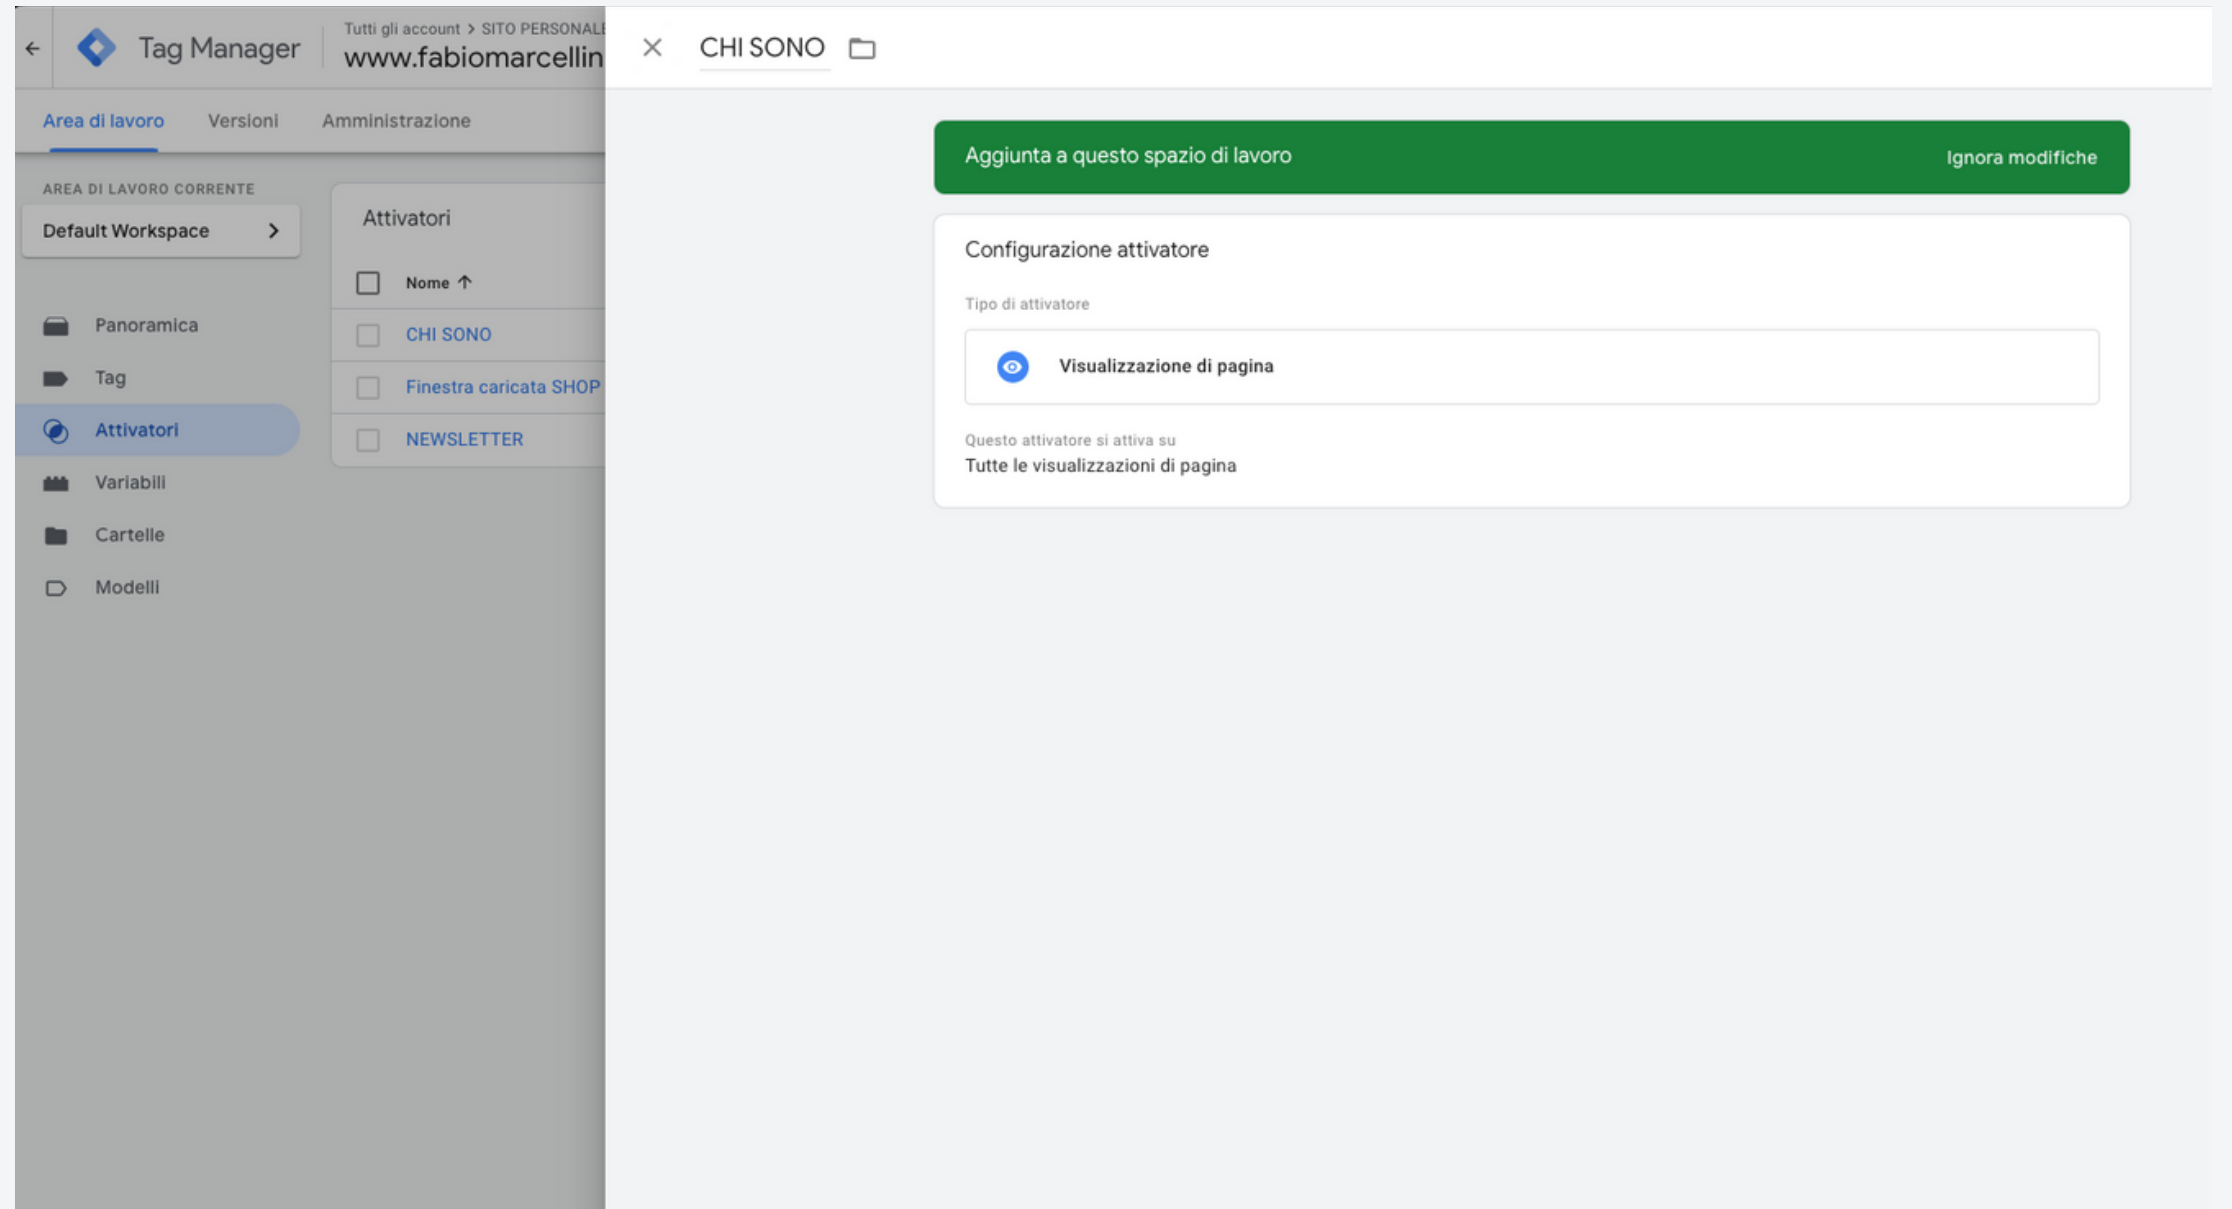 Tag Manager
Tutti gli account > SITO PERSONALE
www.fabiomarcellin
CHI SONO
Area di lavoro
Versioni
Amministrazione
AREA DI LAVORO CORRENTE
Default Workspace
Panoramica
Tag
Attivatori
Variabili
Cartelle
Modelli
Attivatori
Nome
CHI SONO
Finestra caricata SHOP
NEWSLETTER
Aggiunta a questo spazio di lavoro
Ignora modifiche
Configurazione attivatore
Tipo di attivatore
Visualizzazione di pagina
Questo attivatore si attiva su
Tutte le visualizzazioni di pagina